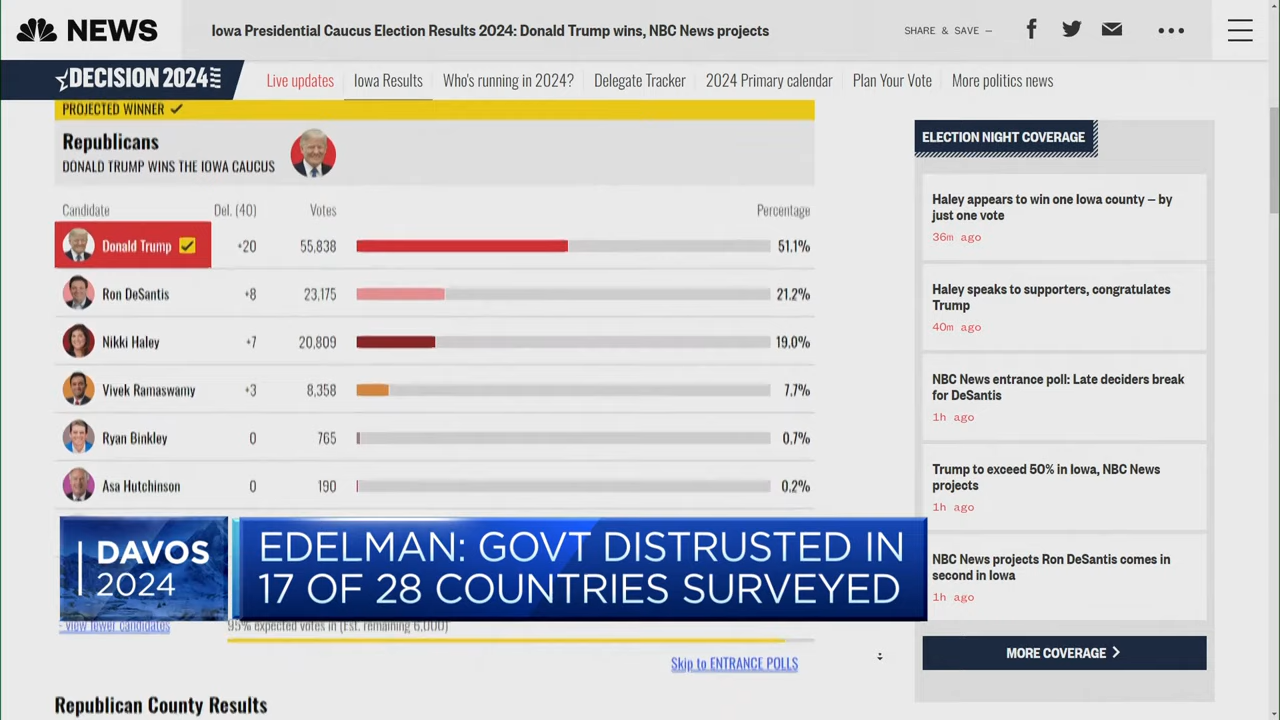 NEWS
Iowa Presidential Caucus Election Results 2024: Donald Trump wins, NBC News projects
SHARE & SAVE —
DECISION 2024
Live updates
Iowa Results
Who's running in 2024?
Delegate Tracker
2024 Primary calendar
Plan Your Vote
More politics news
PROJECTED WINNER
Republicans
DONALD TRUMP WINS THE IOWA CAUCUS
Candidate Del. (40) Votes Percentage
Donald Trump +20 55,838 51.1%
Ron DeSantis +8 23,175 21.2%
Nikki Haley +7 20,809 19.0%
Vivek Ramaswamy +3 8,358 7.7%
Ryan Binkley 0 765 0.7%
Asa Hutchinson 0 190 0.2%
DAVOS
2024
EDELMAN: GOVT DISTRUSTED IN
17 OF 28 COUNTRIES SURVEYED
- View lower candidates
95% expected votes in (Est. remaining 6,000)
Skip to ENTRANCE POLLS
Republican County Results
ELECTION NIGHT COVERAGE
Haley appears to win one Iowa county – by
just one vote
36m ago
Haley speaks to supporters, congratulates
Trump
40m ago
NBC News entrance poll: Late deciders break
for DeSantis
1h ago
Trump to exceed 50% in Iowa, NBC News
projects
1h ago
NBC News projects Ron DeSantis comes in
second in Iowa
1h ago
MORE COVERAGE